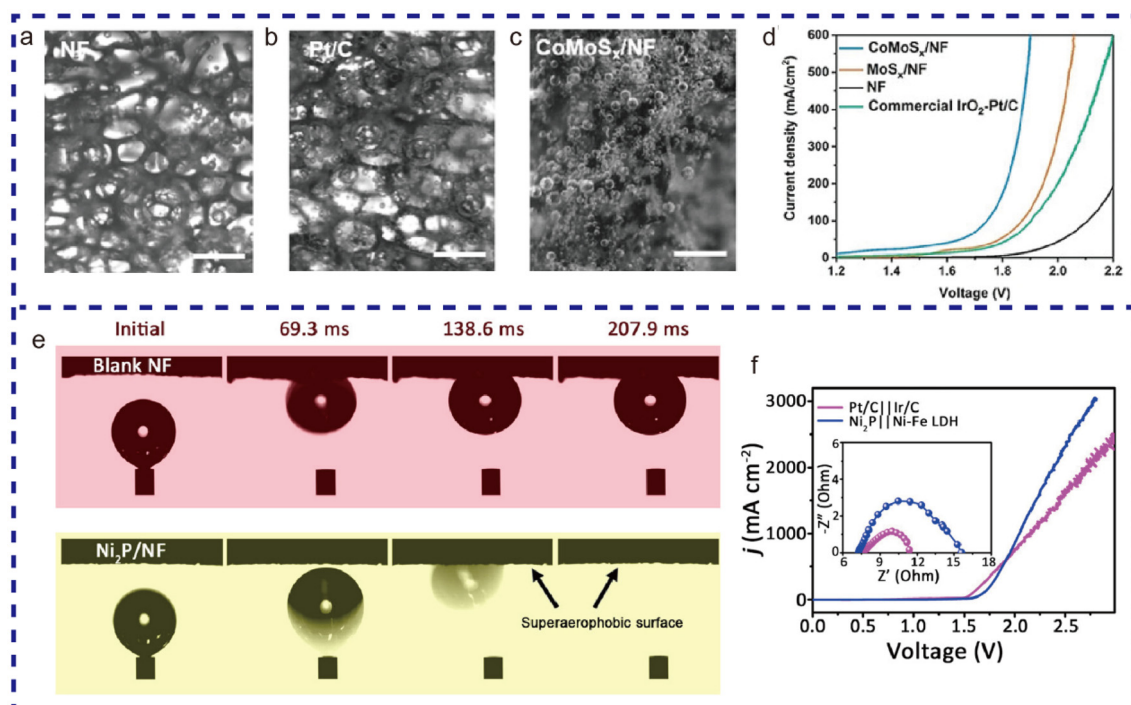 a
NF
b
Pt/C
c
CoMoSₓ/NF
d
Current density (mA/cm²)
600
500
400
300
200
100
0
CoMoSₓ/NF
MoSₓ/NF
NF
Commercial IrO₂-Pt/C
1.2 1.4 1.6 1.8 2.0 2.2
Voltage (V)
e
Initial 69.3 ms 138.6 ms 207.9 ms
Blank NF
Ni₂P/NF
Superaerophobic surface
f
j (mA cm⁻²)
3000
2000
1000
0
Pt/C||Ir/C
Ni₂P||Ni-Fe LDH
-Z″ (Ohm)
6
3
0
6 9 12 15 18
Z′ (Ohm)
0.0 0.5 1.0 1.5 2.0 2.5
Voltage (V)